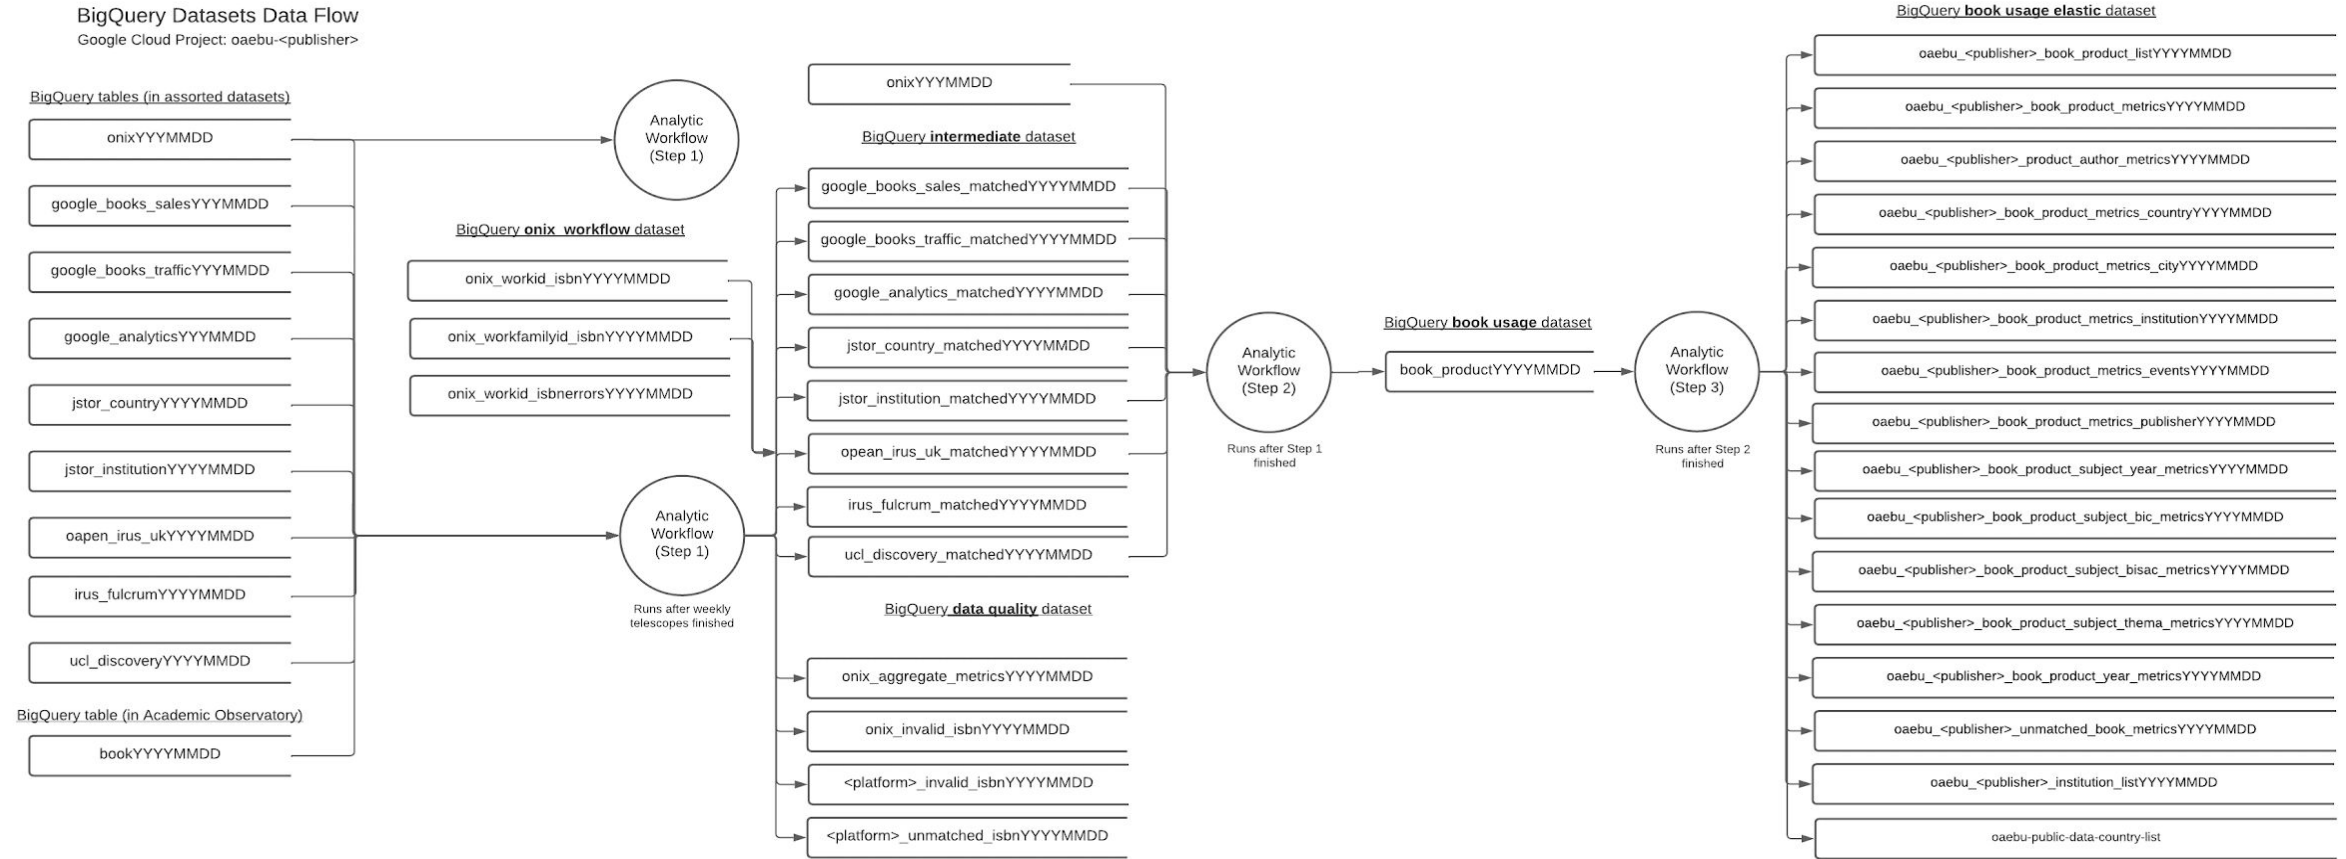 BigQuery Datasets Data Flow
Google Cloud Project: oaebu-<publisher>
BigQuery tables (in assorted datasets)
onixYYYMMDD
google_books_salesYYYMMDD
google_books_trafficYYYMMDD
google_analyticsYYYMMDD
jstor_countryYYYYMMDD
jstor_institutionYYYYMMDD
oapen_irus_ukYYYYMMDD
irus_fulcrumYYYYMMDD
ucl_discoveryYYYYMMDD
BigQuery table (in Academic Observatory)
bookYYYYMMDD
Analytic
Workflow
(Step 1)
BigQuery onix_workflow dataset
onix_workid_isbnYYYYMMDD
onix_workfamilyid_isbnYYYYMMDD
onix_workid_isbnerrorsYYYYMMDD
Analytic
Workflow
(Step 1)
Runs after weekly
telescopes finished
onixYYYMMDD
BigQuery intermediate dataset
google_books_sales_matchedYYYYMMDD
google_books_traffic_matchedYYYYMMDD
google_analytics_matchedYYYYMMDD
jstor_country_matchedYYYYMMDD
jstor_institution_matchedYYYYMMDD
opean_irus_uk_matchedYYYYMMDD
irus_fulcrum_matchedYYYYMMDD
ucl_discovery_matchedYYYYMMDD
BigQuery data quality dataset
onix_aggregate_metricsYYYYMMDD
onix_invalid_isbnYYYYMMDD
<platform>_invalid_isbnYYYYMMDD
<platform>_unmatched_isbnYYYYMMDD
Analytic
Workflow
(Step 2)
Runs after Step 1
finished
BigQuery book usage dataset
book_productYYYYMMDD
Analytic
Workflow
(Step 3)
Runs after Step 2
finished
BigQuery book usage elastic dataset
oaebu_<publisher>_book_product_listYYYYMMDD
oaebu_<publisher>_book_product_metricsYYYYMMDD
oaebu_<publisher>_product_author_metricsYYYYMMDD
oaebu_<publisher>_book_product_metrics_countryYYYYMMDD
oaebu_<publisher>_book_product_metrics_cityYYYYMMDD
oaebu_<publisher>_book_product_metrics_institutionYYYYMMDD
oaebu_<publisher>_book_product_metrics_eventsYYYYMMDD
oaebu_<publisher>_book_product_metrics_publisherYYYYMMDD
oaebu_<publisher>_book_product_subject_year_metricsYYYYMMDD
oaebu_<publisher>_book_product_subject_bic_metricsYYYYMMDD
oaebu_<publisher>_book_product_subject_bisac_metricsYYYYMMDD
oaebu_<publisher>_book_product_subject_thema_metricsYYYYMMDD
oaebu_<publisher>_book_product_year_metricsYYYYMMDD
oaebu_<publisher>_unmatched_book_metricsYYYYMMDD
oaebu_<publisher>_institution_listYYYYMMDD
oaebu-public-data-country-list